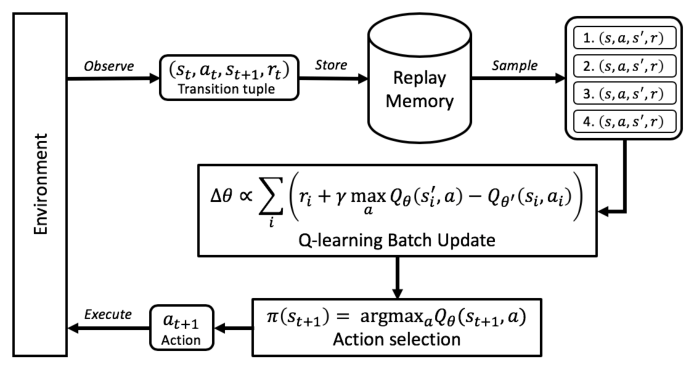 Environment
Observe
(s_t, a_t, s_{t+1}, r_t)
Transition tuple
Store
Replay
Memory
Sample
1. (s, a, s′, r)
2. (s, a, s′, r)
3. (s, a, s′, r)
4. (s, a, s′, r)
Δθ ∝ ∑_i (r_i + γ max_a Q_θ(s′_i, a) − Q_θ′(s_i, a_i))
Q-learning Batch Update
π(s_{t+1}) = argmax_a Q_θ(s_{t+1}, a)
Action selection
a_{t+1}
Action
Execute